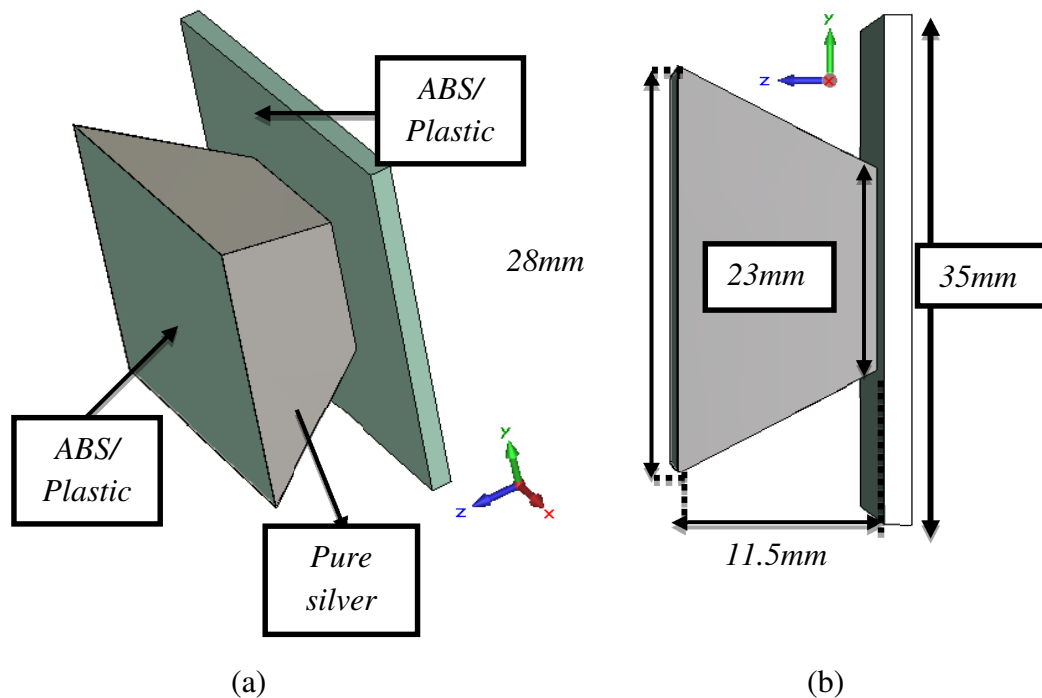 ABS/
Plastic
ABS/
Plastic
Pure
silver
y
z
x
(a)
y
z
x
28mm
23mm
35mm
11.5mm
(b)